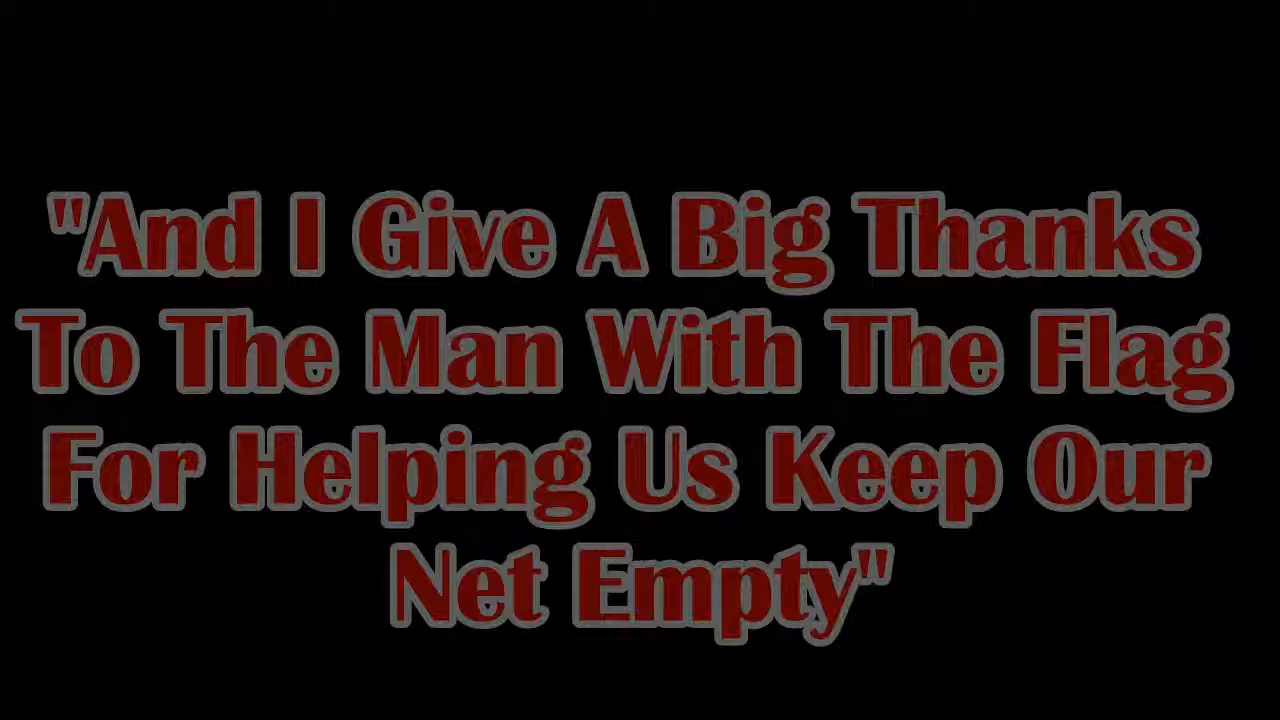 "And I Give A Big Thanks
To The Man With The Flag
For Helping Us Keep Our
Net Empty"